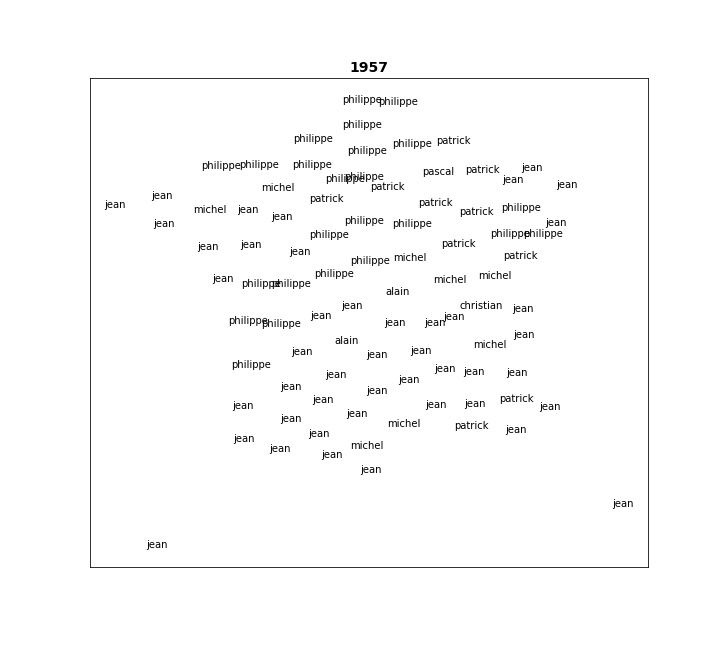 1957
philippe philippe
philippe
philippe philippe patrick
philippe
philippe philippe philippe pascal patrick jean
philippe philippe jean
michel patrick jean
jean patrick
jean michel jean patrick patrick philippe
jean jean philippe philippe jean
philippe philippe philippe
jean jean jean patrick
philippe michel patrick
jean philippe philippe philippe michel michel
alain
jean christian jean
philippe philippe jean jean jean jean
alain jean
jean jean jean michel
philippe jean jean jean jean
jean jean jean
jean jean jean jean patrick jean
jean jean michel patrick jean
jean jean
jean jean michel
jean
jean
jean